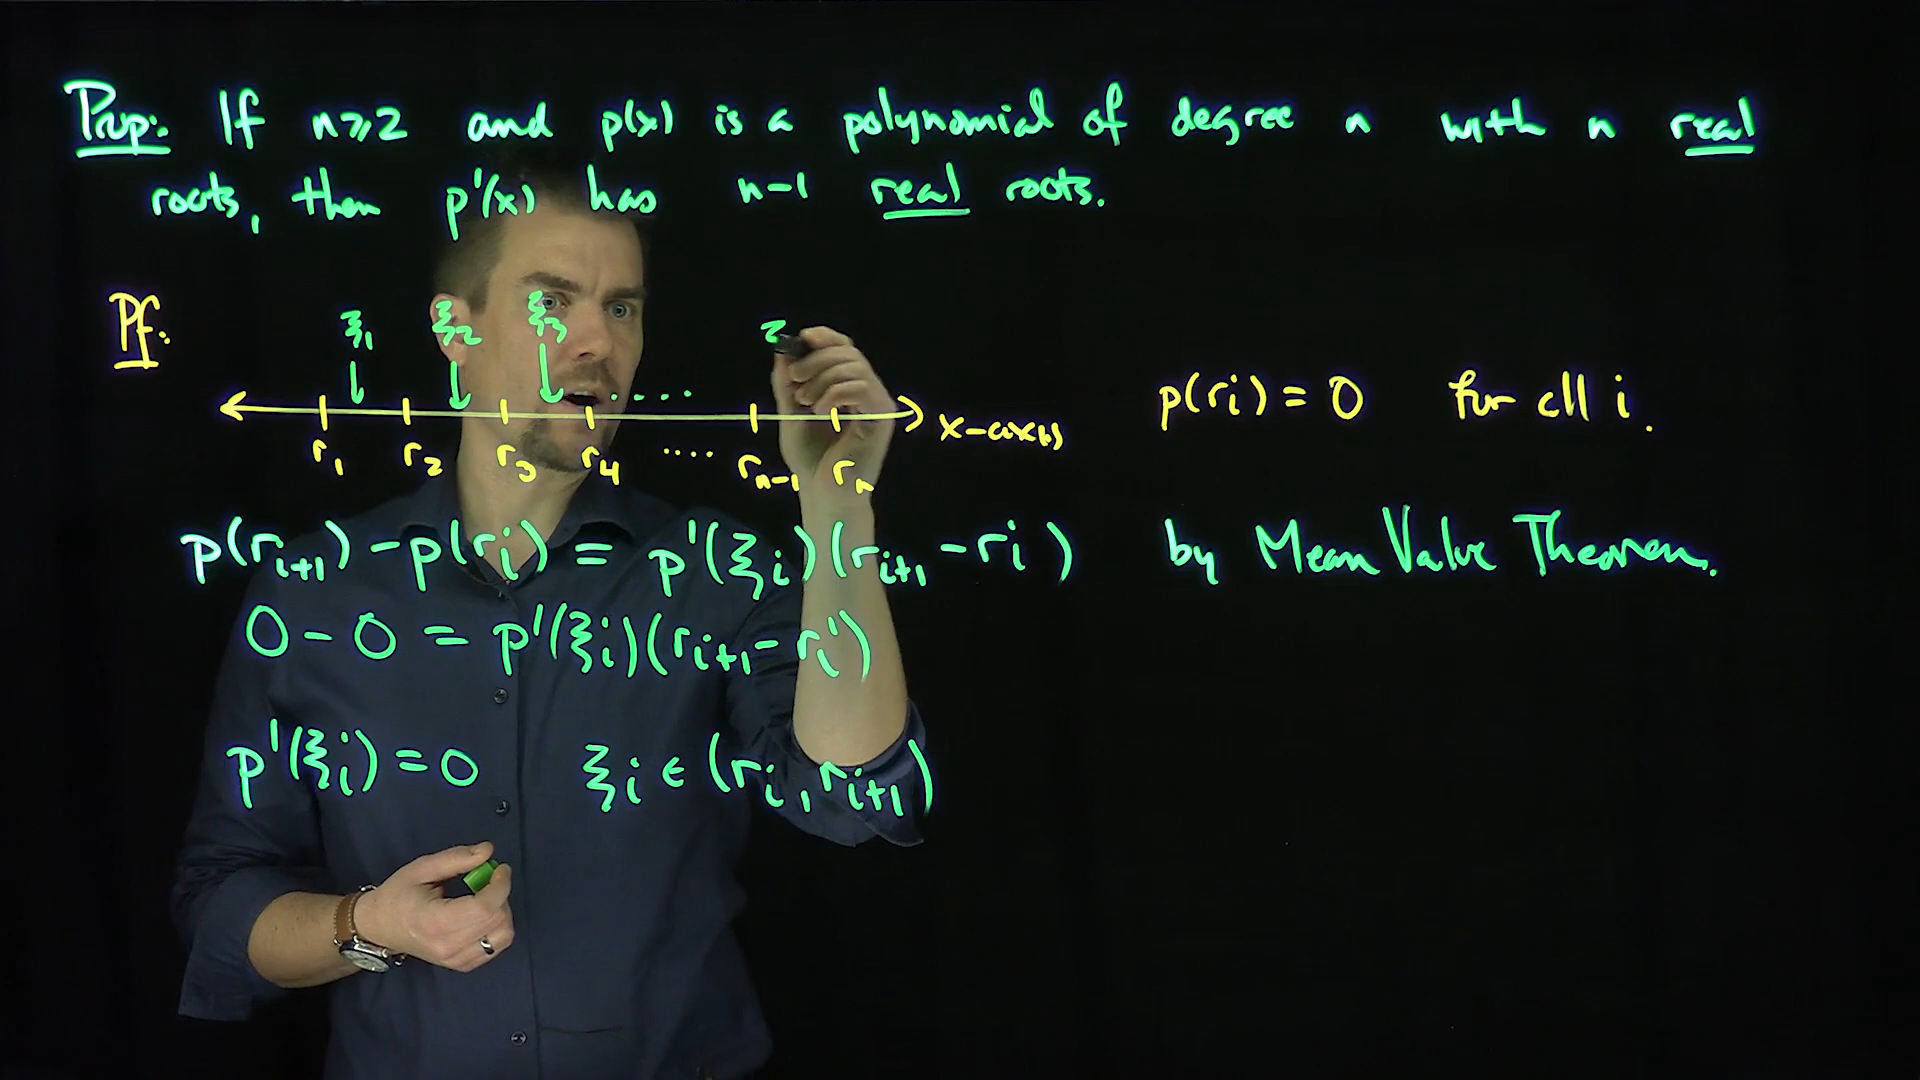 Prop: If n≥2 and p(x) is a polynomial of degree n with n real
roots, then p'(x) has n-1 real roots.
Pf:
ξ₁ ξ₂ ξ₃
....
x-axis
r₁ r₂ r₃ r₄ .... rₙ₋₁ rₙ
p(rᵢ) = 0 for all i.
p(rᵢ₊₁) - p(rᵢ) = p'(ξᵢ)(rᵢ₊₁ - rᵢ) by Mean Value Theorem.
0 - 0 = p'(ξᵢ)(rᵢ₊₁ - rᵢ)
p'(ξᵢ) = 0 ξᵢ ∈ (rᵢ, rᵢ₊₁)